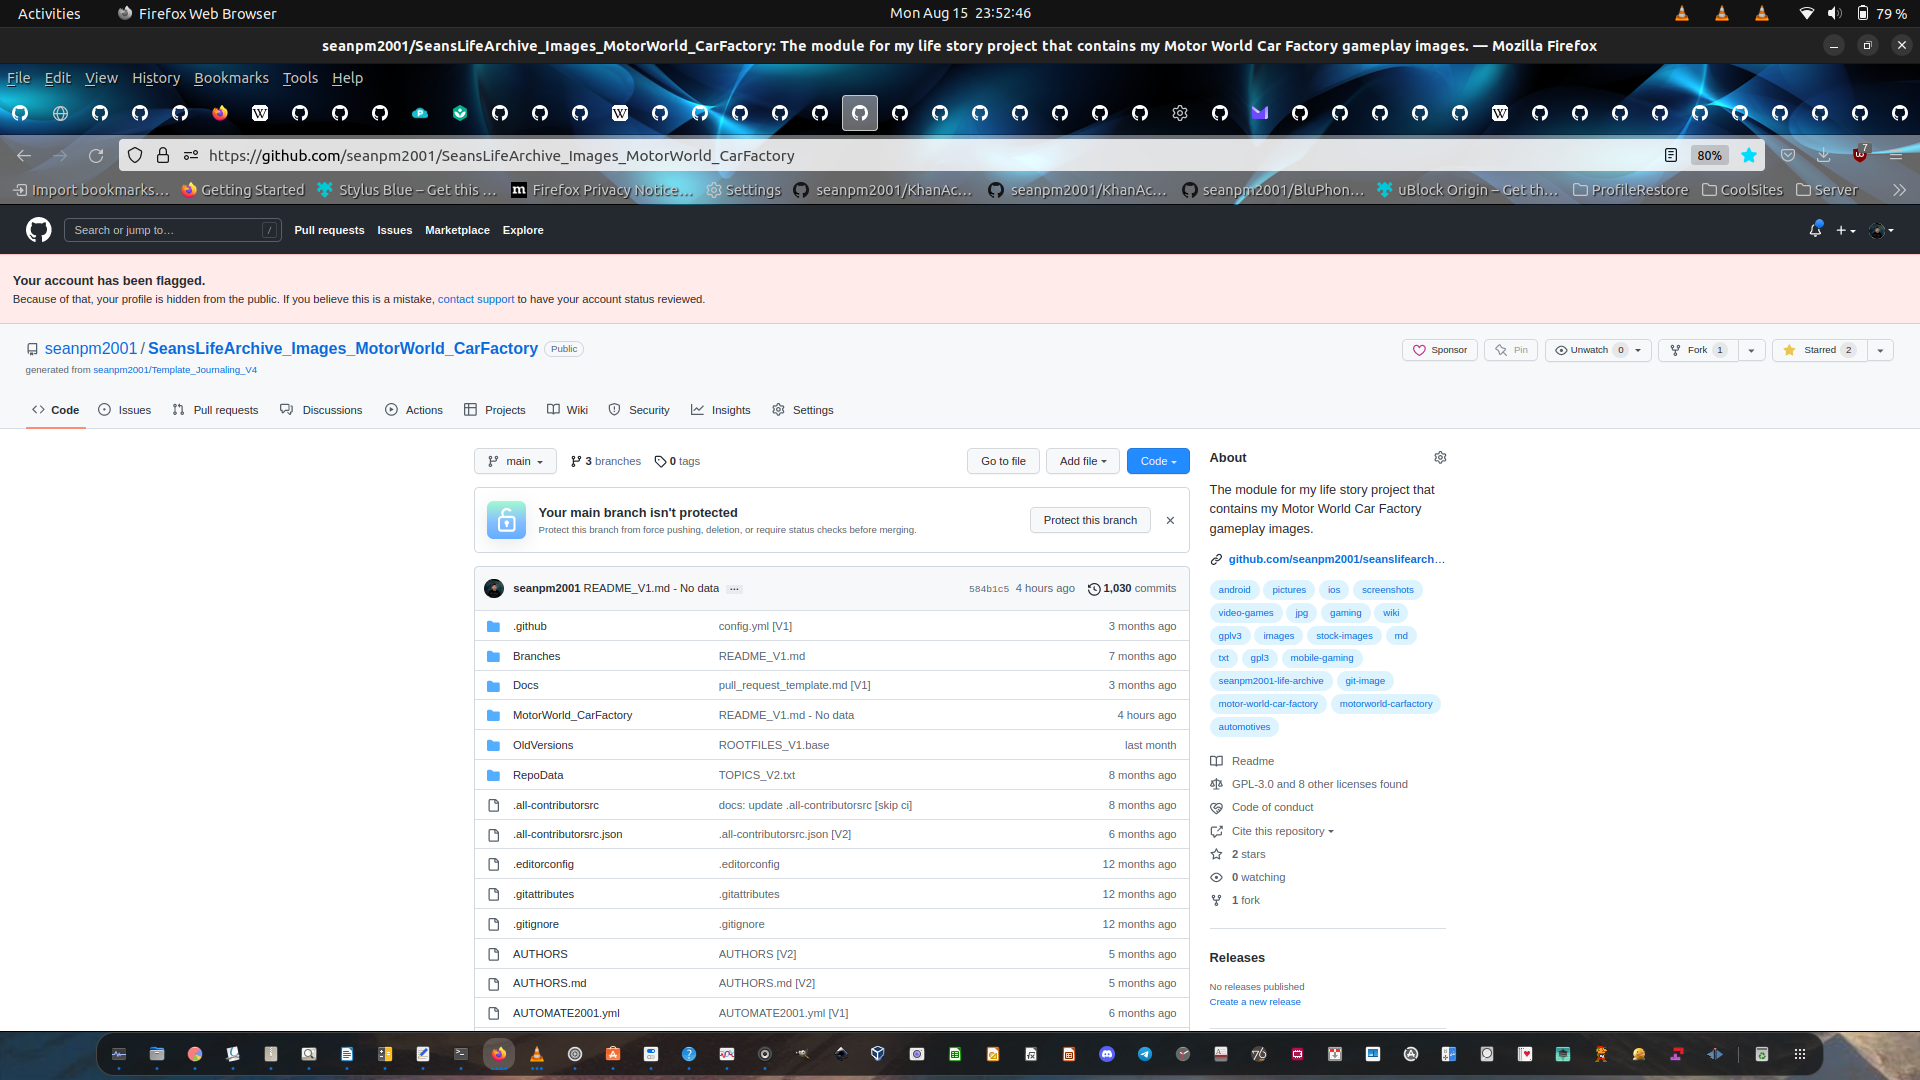 Activities Firefox Web Browser Mon Aug 15 23:52:46 79 %
seanpm2001/SeansLifeArchive_Images_MotorWorld_CarFactory: The module for my life story project that contains my Motor World Car Factory gameplay images. — Mozilla Firefox
File Edit View History Bookmarks Tools Help
https://github.com/seanpm2001/SeansLifeArchive_Images_MotorWorld_CarFactory 80% 7
Import bookmarks… Getting Started Stylus Blue – Get this … Firefox Privacy Notice… Settings seanpm2001/KhanAc… seanpm2001/KhanAc… seanpm2001/BluPhon… uBlock Origin – Get th… ProfileRestore CoolSites Server
Search or jump to… / Pull requests Issues Marketplace Explore
Your account has been flagged.
Because of that, your profile is hidden from the public. If you believe this is a mistake, contact support to have your account status reviewed.
seanpm2001 / SeansLifeArchive_Images_MotorWorld_CarFactory Public Sponsor Pin Unwatch 0 Fork 1 Starred 2
generated from seanpm2001/Template_Journaling_V4
Code Issues Pull requests Discussions Actions Projects Wiki Security Insights Settings
main 3 branches 0 tags Go to file Add file Code
Your main branch isn't protected
Protect this branch from force pushing, deletion, or require status checks before merging.
Protect this branch
seanpm2001 README_V1.md - No data ... 584b1c5 4 hours ago 1,030 commits
.github config.yml [V1] 3 months ago
Branches README_V1.md 7 months ago
Docs pull_request_template.md [V1] 3 months ago
MotorWorld_CarFactory README_V1.md - No data 4 hours ago
OldVersions ROOTFILES_V1.base last month
RepoData TOPICS_V2.txt 8 months ago
.all-contributorsrc docs: update .all-contributorsrc [skip ci] 8 months ago
.all-contributorsrc.json .all-contributorsrc.json [V2] 6 months ago
.editorconfig .editorconfig 12 months ago
.gitattributes .gitattributes 12 months ago
.gitignore .gitignore 12 months ago
AUTHORS AUTHORS [V2] 5 months ago
AUTHORS.md AUTHORS.md [V2] 5 months ago
AUTOMATE2001.yml AUTOMATE2001.yml [V1] 6 months ago
About
The module for my life story project that
contains my Motor World Car Factory
gameplay images.
github.com/seanpm2001/seanslifearch…
android pictures ios screenshots
video-games jpg gaming wiki
gplv3 images stock-images md
txt gpl3 mobile-gaming
seanpm2001-life-archive git-image
motor-world-car-factory motorworld-carfactory
automotives
Readme
GPL-3.0 and 8 other licenses found
Code of conduct
Cite this repository
2 stars
0 watching
1 fork
Releases
No releases published
Create a new release